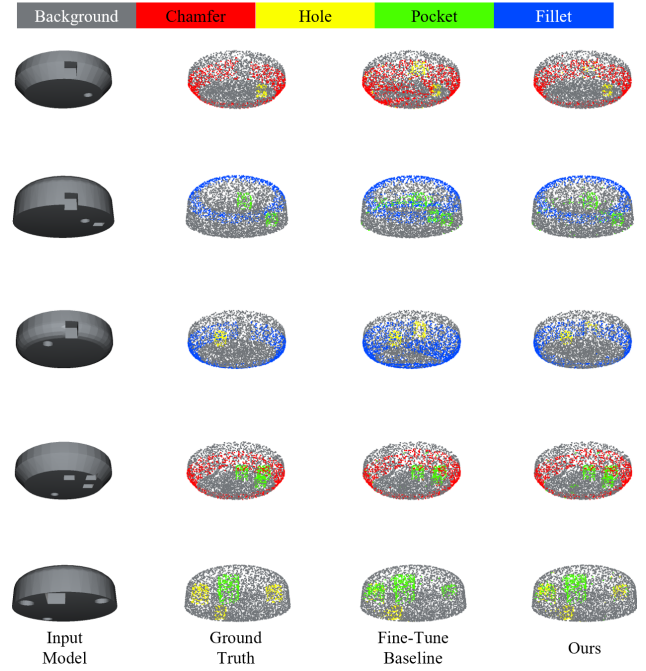 Background Chamfer Hole Pocket Fillet
Input Model
Ground Truth
Fine-Tune Baseline
Ours